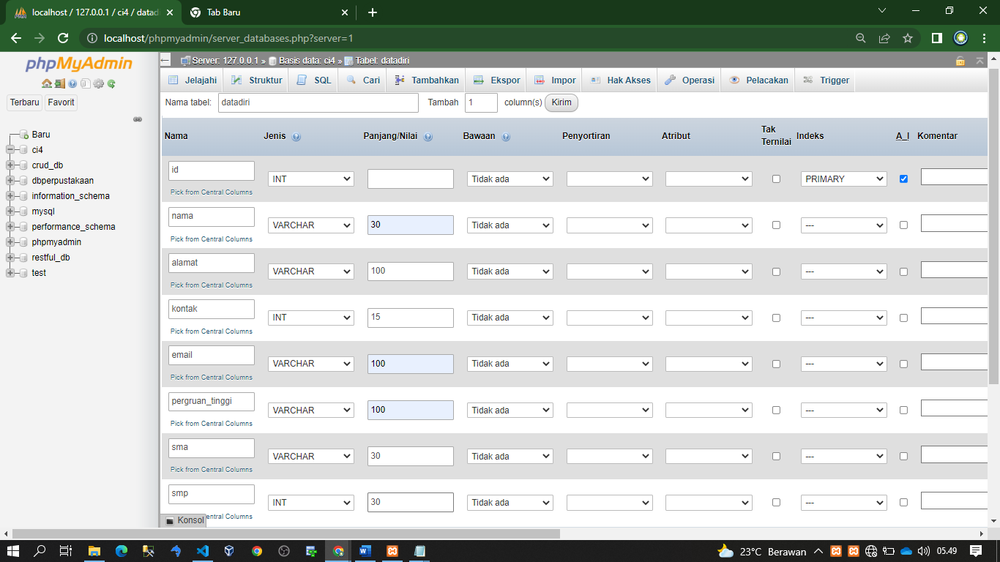 localhost / 127.0.0.1 / ci4 / datad
Tab Baru
localhost/phpmyadmin/server_databases.php?server=1
phpMyAdmin
Terbaru Favorit
Baru
ci4
crud_db
dbperpustakaan
information_schema
mysql
performance_schema
phpmyadmin
restful_db
test
Server: 127.0.0.1 » Basis data: ci4 » Tabel: datadiri
Jelajahi Struktur SQL Cari Tambahkan Ekspor Impor Hak Akses Operasi Pelacakan Trigger
Nama tabel: datadiri Tambah 1 column(s) Kirim
Nama Jenis Panjang/Nilai Bawaan Penyortiran Atribut Tak Ternilai Indeks A_I Komentar
id INT Tidak ada PRIMARY
Pick from Central Columns
nama VARCHAR 30 Tidak ada ---
Pick from Central Columns
alamat VARCHAR 100 Tidak ada ---
Pick from Central Columns
kontak INT 15 Tidak ada ---
Pick from Central Columns
email VARCHAR 100 Tidak ada ---
Pick from Central Columns
pergruan_tinggi VARCHAR 100 Tidak ada ---
Pick from Central Columns
sma VARCHAR 30 Tidak ada ---
Pick from Central Columns
smp INT 30 Tidak ada ---
entral Columns
Konsol
23°C Berawan 05.49